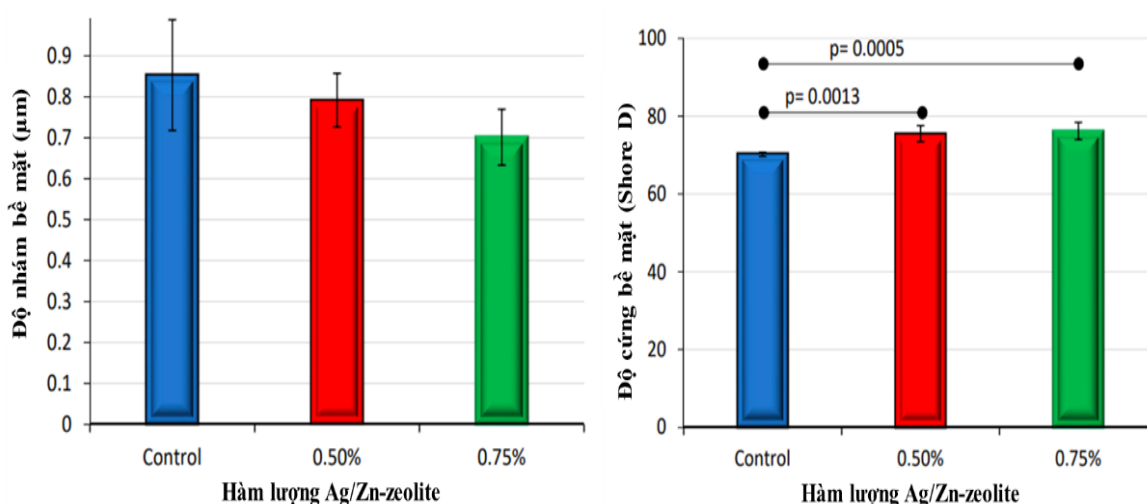 Độ nhám bề mặt (µm)
0.9
0.8
0.7
0.6
0.5
0.4
0.3
0.2
0.1
0
Control
0.50%
0.75%
Hàm lượng Ag/Zn-zeolite
Độ cứng bề mặt (Shore D)
100
80
60
40
20
0
p= 0.0005
p= 0.0013
Control
0.50%
0.75%
Hàm lượng Ag/Zn-zeolite